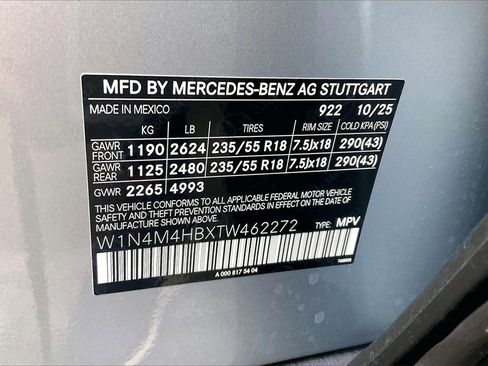 MFD BY MERCEDES-BENZ AG STUTTGART
MADE IN MEXICO 922 10/25
KG LB TIRES RIM SIZE COLD KPA(PSI)
GAWR FRONT 1190 2624 235/55 R18 7.5Jx18 290(43)
GAWR REAR 1125 2480 235/55 R18 7.5Jx18 290(43)
GVWR 2265 4993
THIS VEHICLE CONFORMS TO ALL APPLICABLE FEDERAL MOTOR VEHICLE
SAFETY AND THEFT PREVENTION STANDARDS IN EFFECT ON THE DATE OF
MANUFACTURE SHOWN ABOVE.
W1N4M4HBXTW462272 TYPE: MPV
A 000 817 54 04